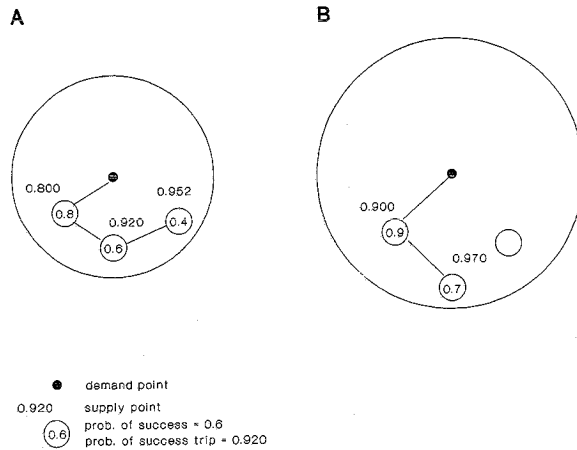 A
B
0.800
0.952
0.8
0.920
0.4
0.6
0.900
0.9
0.970
0.7
demand point
0.920 supply point
0.6
prob. of success = 0.6
prob. of success trip = 0.920